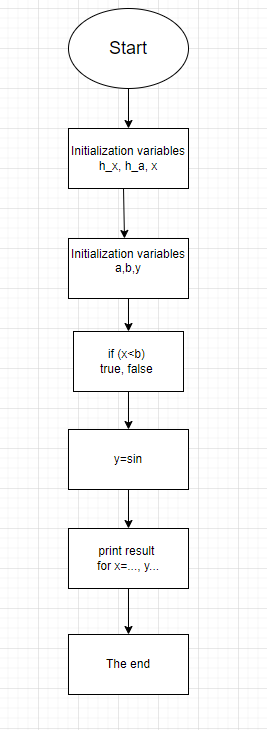 Start
Initialization variables
h_x, h_a, x
Initialization variables
a,b,y
if (x<b)
true, false
y=sin
print result
for x=..., y...
The end